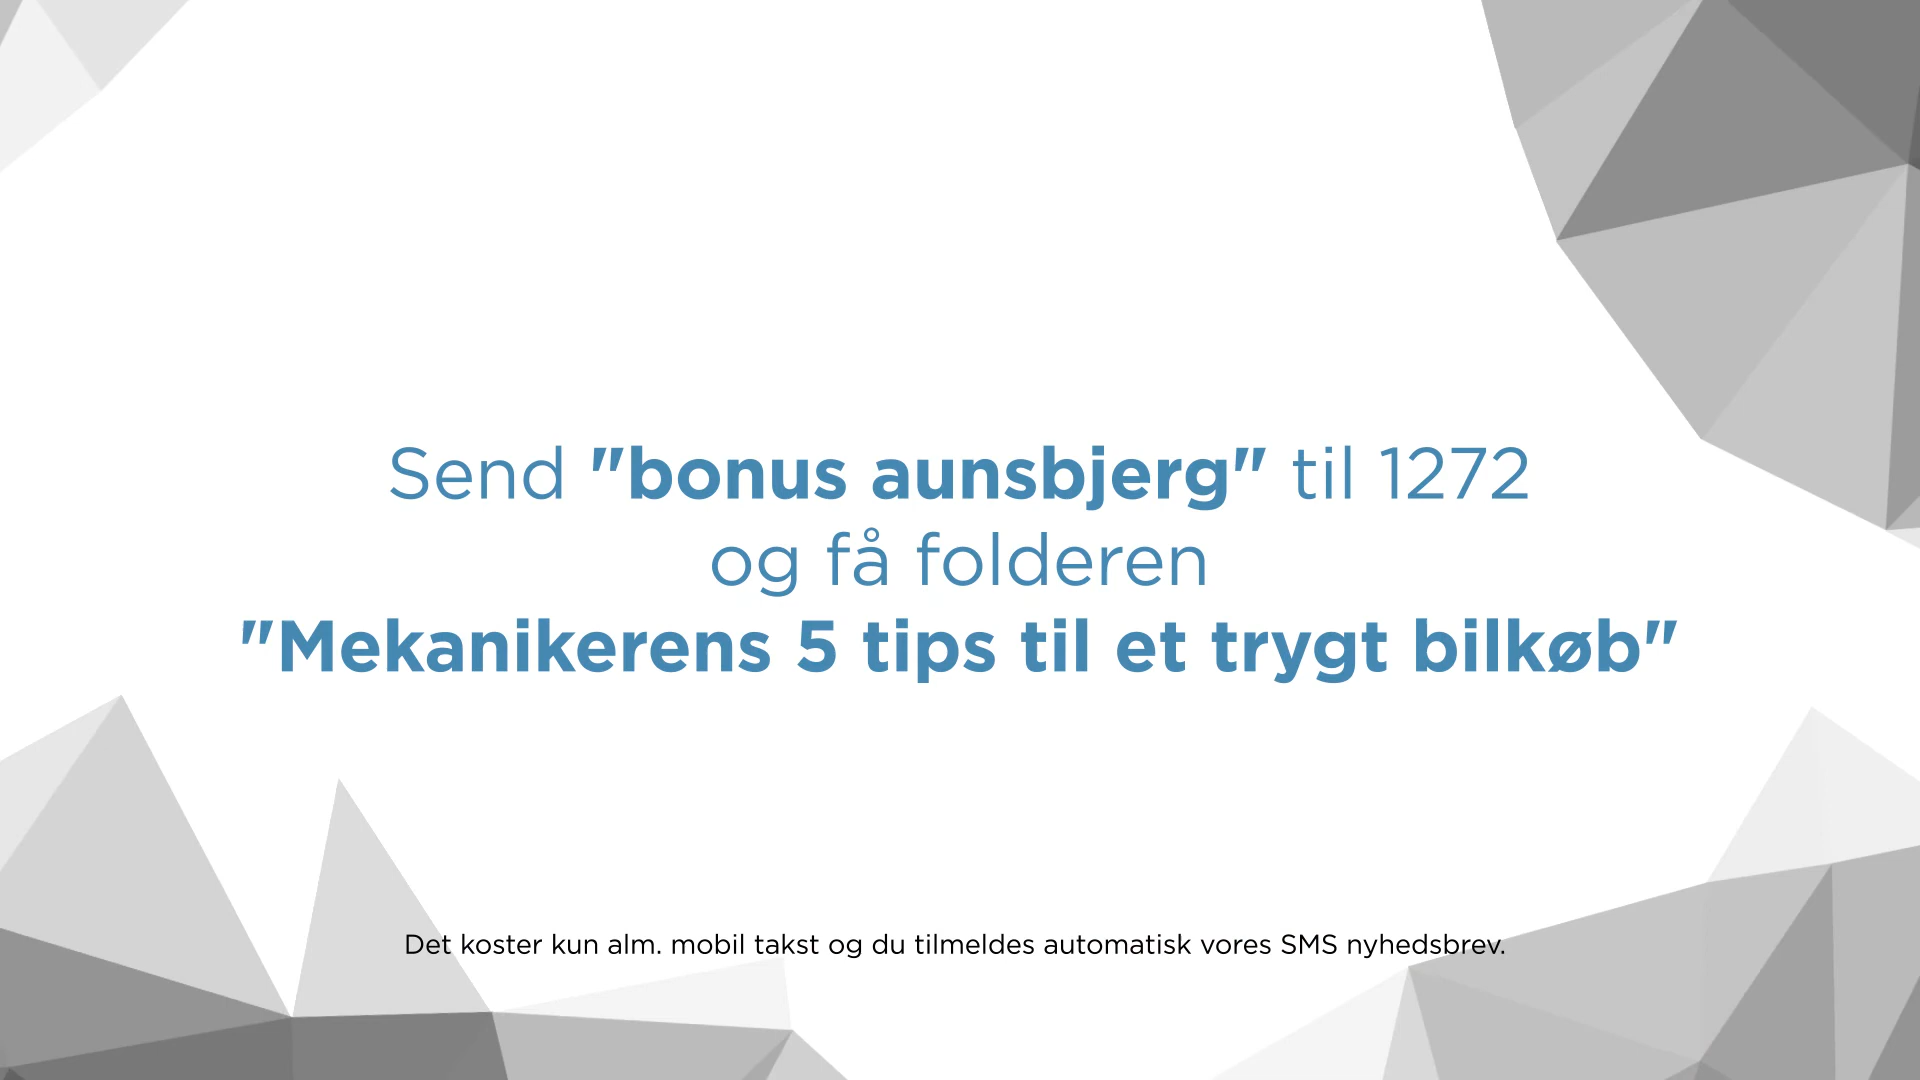 Send "bonus aunsbjerg" til 1272
og få folderen
"Mekanikerens 5 tips til et trygt bilkøb"
Det koster kun alm. mobil takst og du tilmeldes automatisk vores SMS nyhedsbrev.